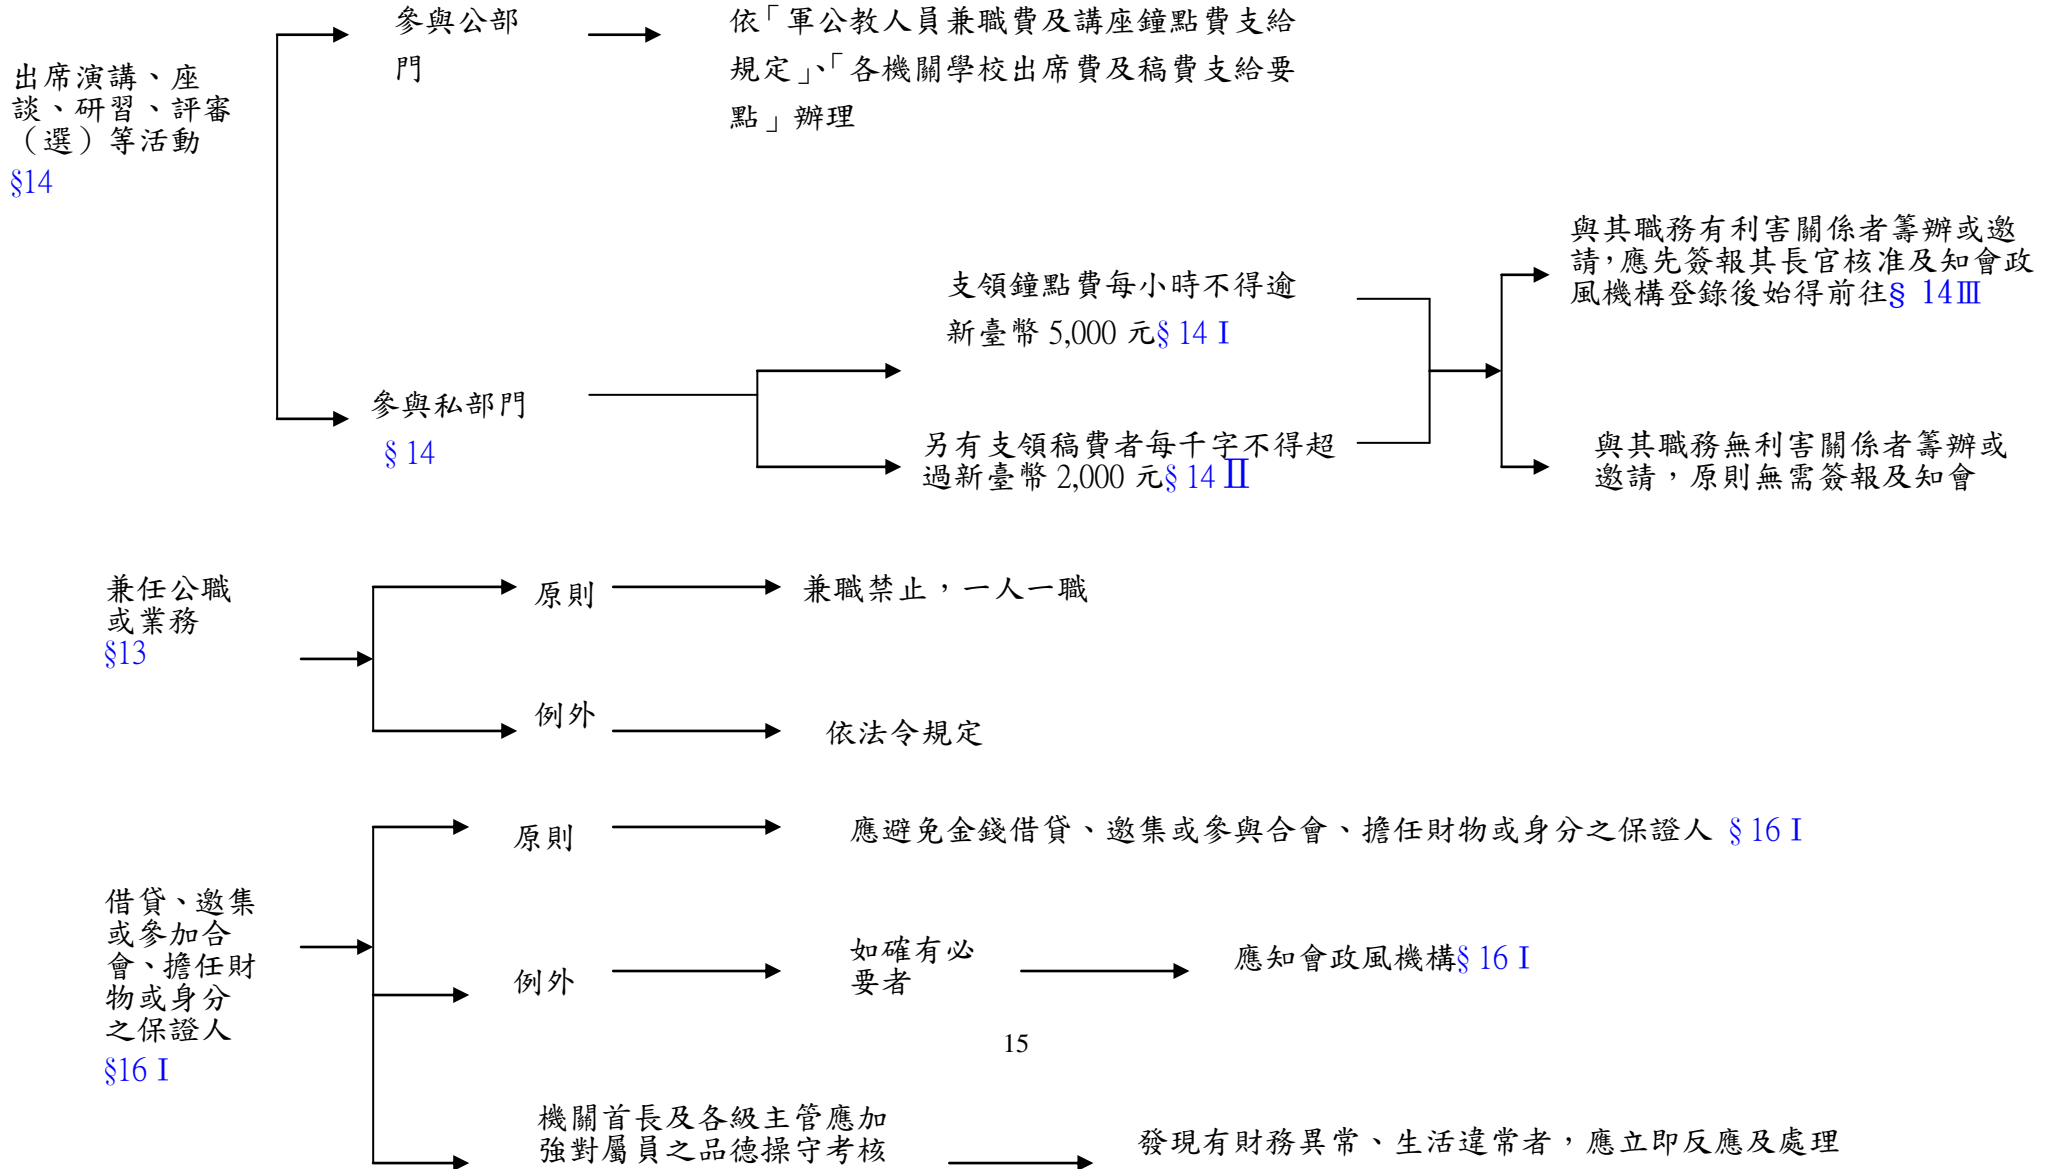 出席演講、座
談、研習、評審
（選）等活動
§14
參與公部
門
依「軍公教人員兼職費及講座鐘點費支給
規定」、「各機關學校出席費及稿費支給要
點」辦理
參與私部門
§ 14
支領鐘點費每小時不得逾
新臺幣 5,000 元§ 14 I
另有支領稿費者每千字不得超
過新臺幣 2,000 元§ 14 Ⅱ
與其職務有利害關係者籌辦或邀
請，應先簽報其長官核准及知會政
風機構登錄後始得前往§ 14Ⅲ
與其職務無利害關係者籌辦或
邀請，原則無需簽報及知會
兼任公職
或業務
§13
原則
兼職禁止，一人一職
例外
依法令規定
借貸、邀集
或參加合
會、擔任財
物或身分
之保證人
§16 I
原則
應避免金錢借貸、邀集或參與合會、擔任財物或身分之保證人 § 16 I
例外
如確有必
要者
應知會政風機構§ 16 I
機關首長及各級主管應加
強對屬員之品德操守考核
發現有財務異常、生活違常者，應立即反應及處理
15